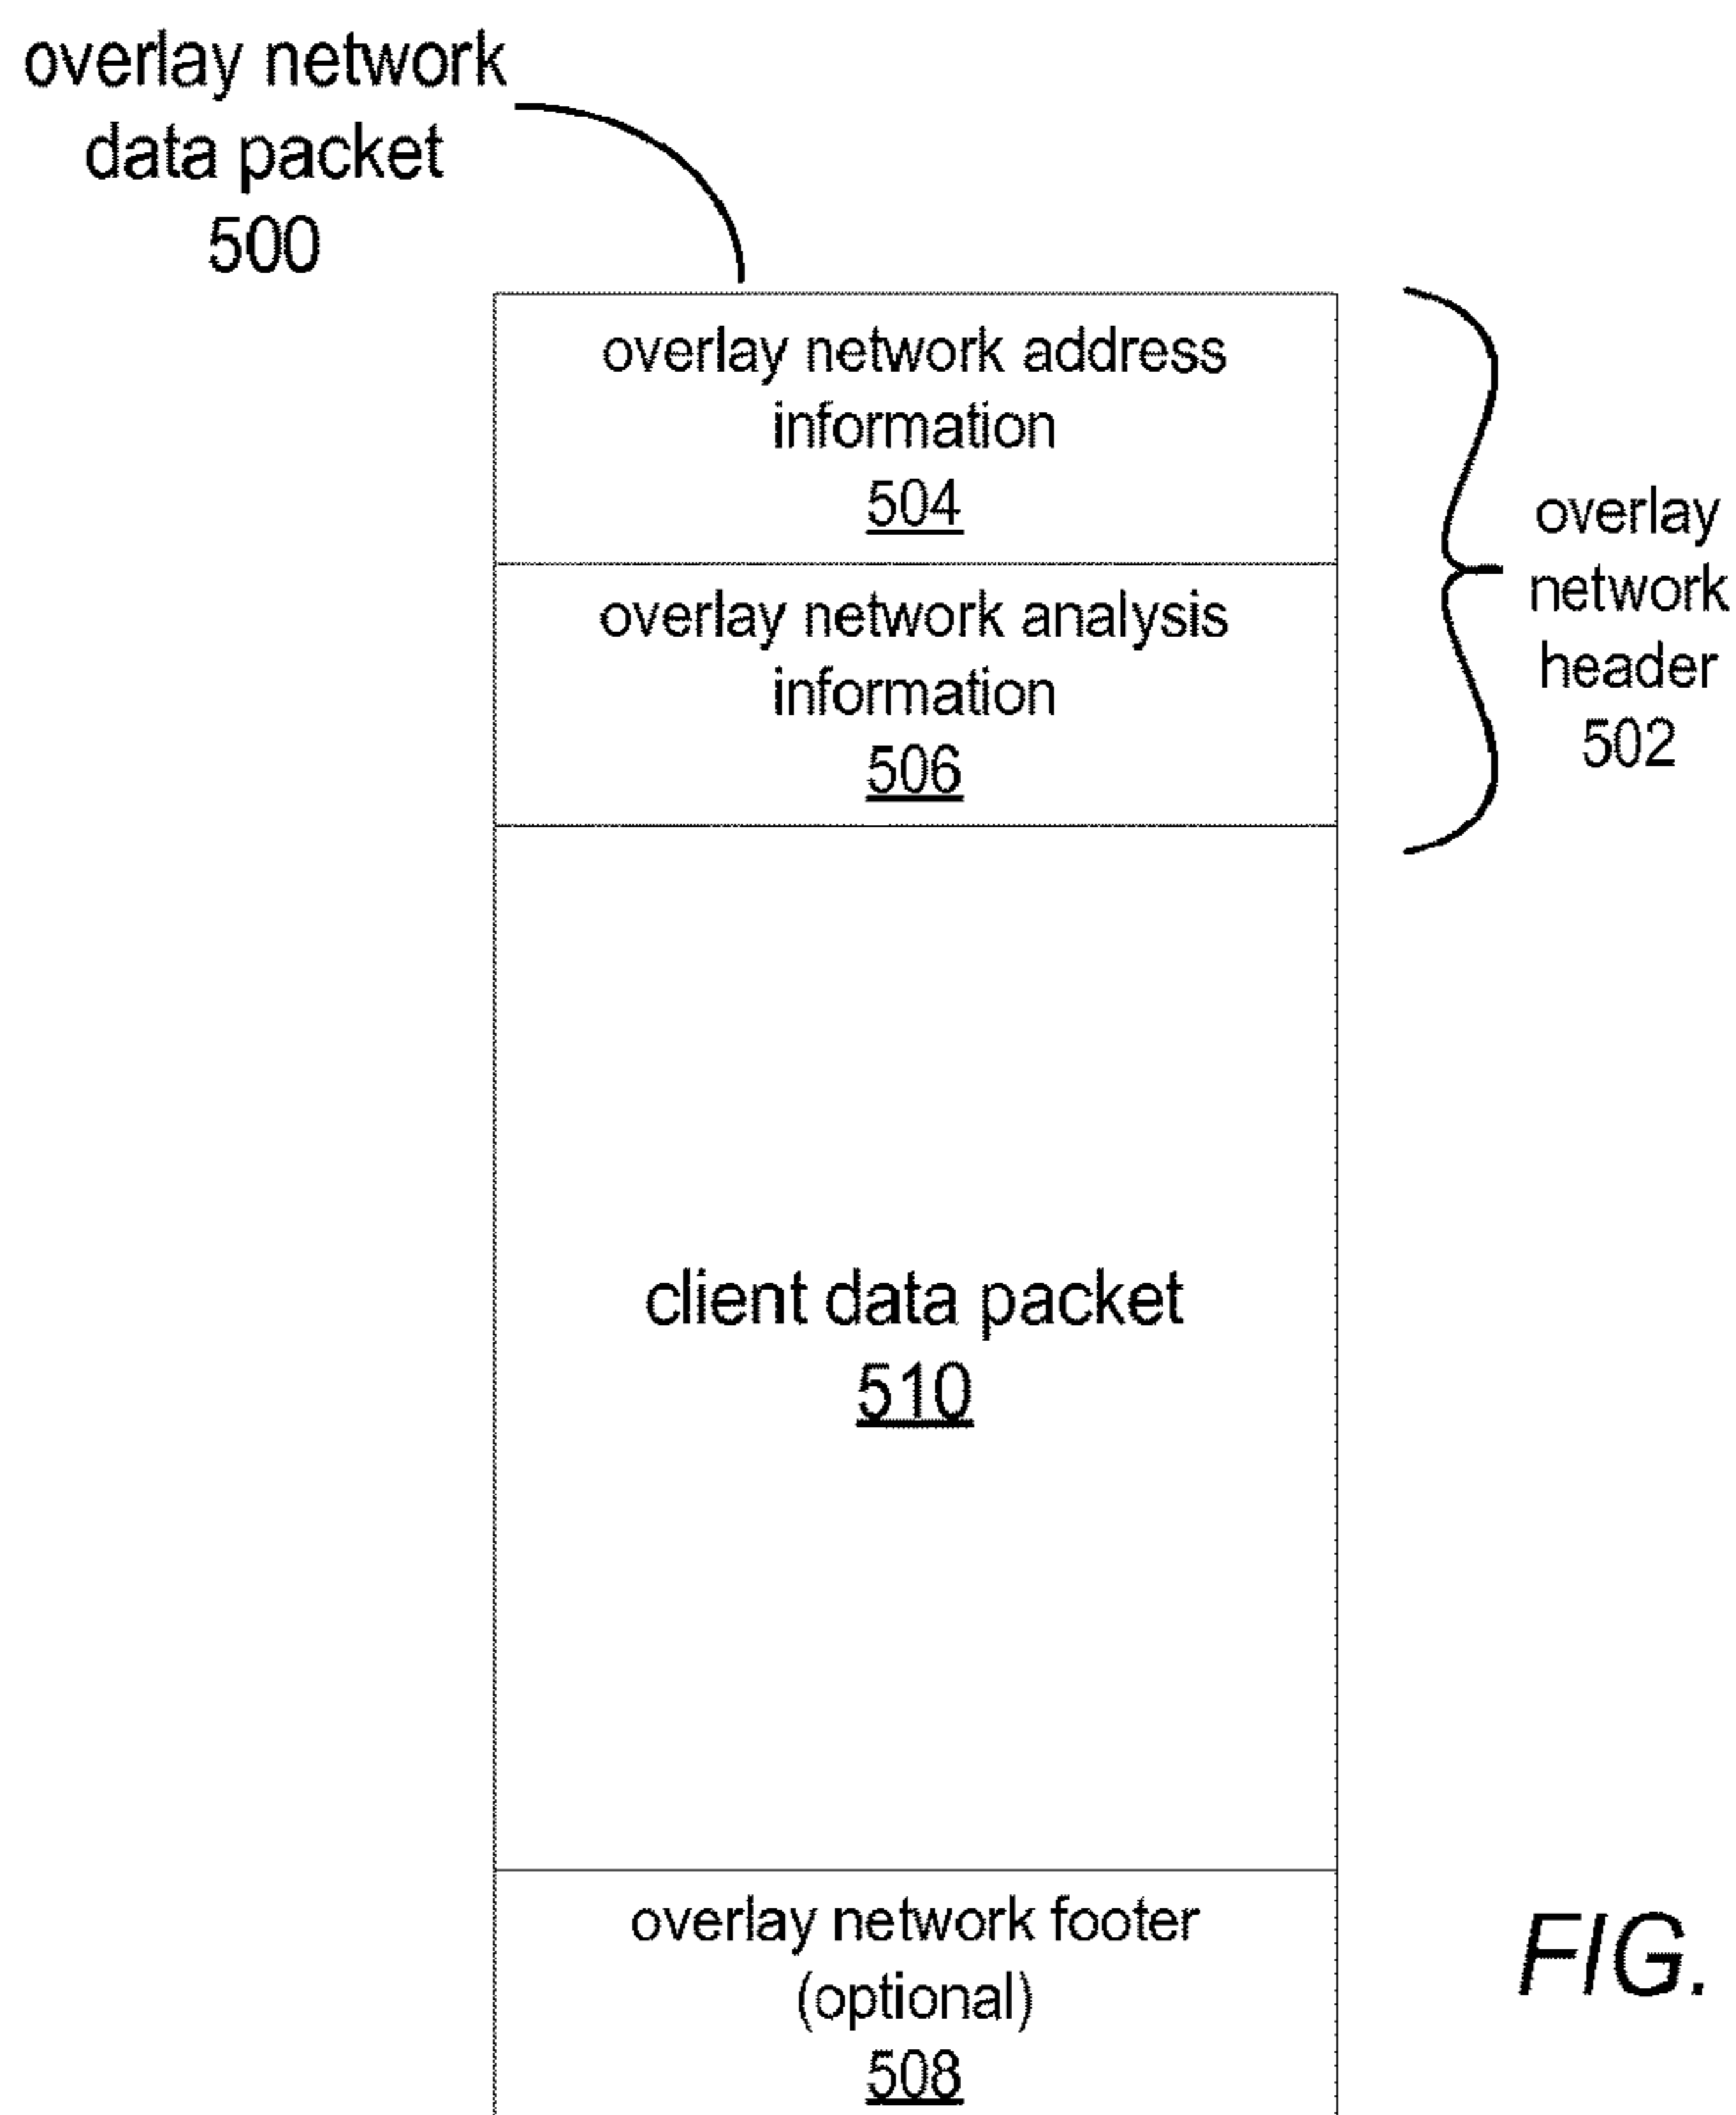 overlay network
data packet
500
overlay network address
information
504
overlay network analysis
information
506
overlay
network
header
502
client data packet
510
overlay network footer
(optional)
508
FIG.